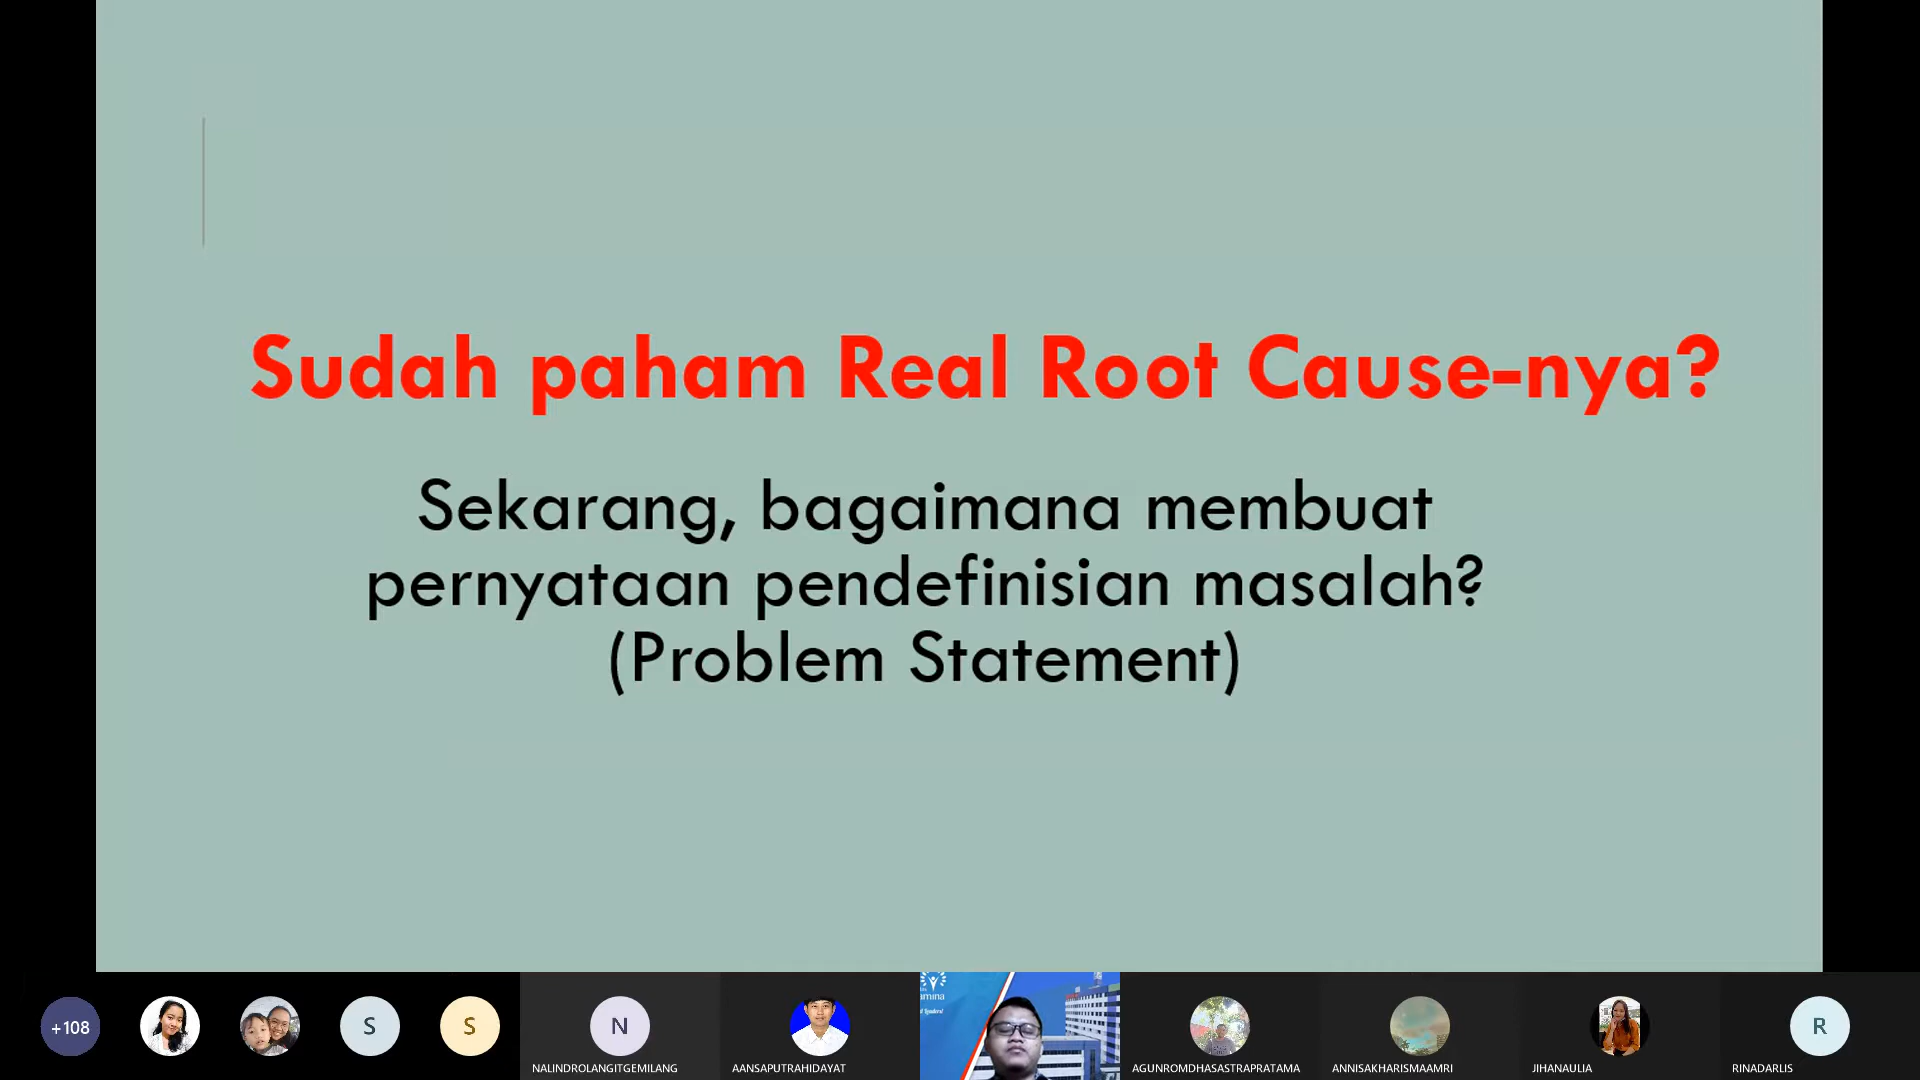 Sudah paham Real Root Cause-nya?
Sekarang, bagaimana membuat
pernyataan pendefinisian masalah?
(Problem Statement)
+108
S
S
N
R
NALINDROLANGITGEMILANG
AANSAPUTRAHIDAYAT
AGUNROMDHASASTRAPRATAMA
ANNISAKHARISMAAMRI
JIHANAULIA
RINADARLIS